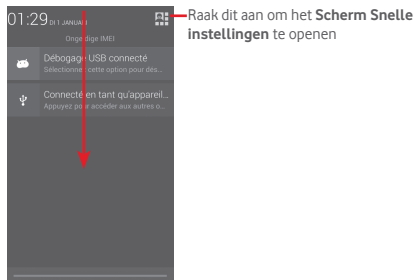 01:29 DI 1 JANUARI
Ongeldige IMEI
Débogage USB connecté
Sélectionnez cette option pour des...
Connecté en tant qu'appareil...
Appuyez pour accéder aux autres o...
Raak dit aan om het Scherm Snelle
instellingen te openen